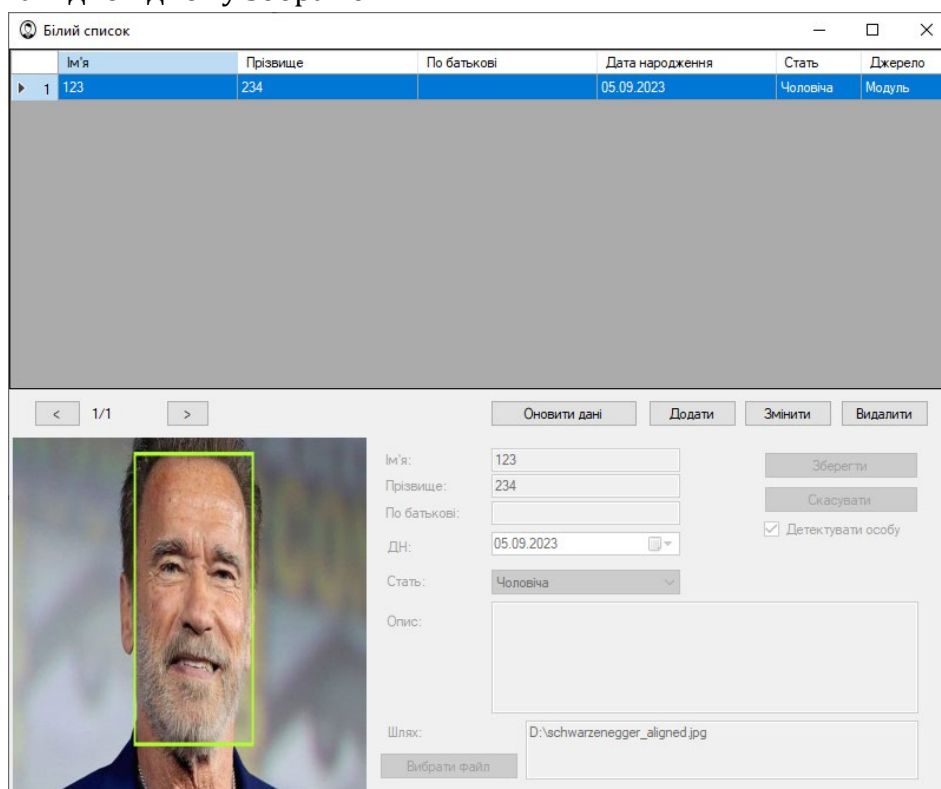 Білий список
Ім'я Прізвище По батькові Дата народження Стать Джерело
1 123 234 05.09.2023 Чоловіча Модуль
< 1/1 > Оновити дані Додати Змінити Видалити
Ім'я: 123 Зберегти
Прізвище: 234 Скасувати
По батькові: Детектувати особу
ДН: 05.09.2023
Стать: Чоловіча
Опис:
Шлях: D:\schwarzenegger_aligned.jpg
Вибрати файл